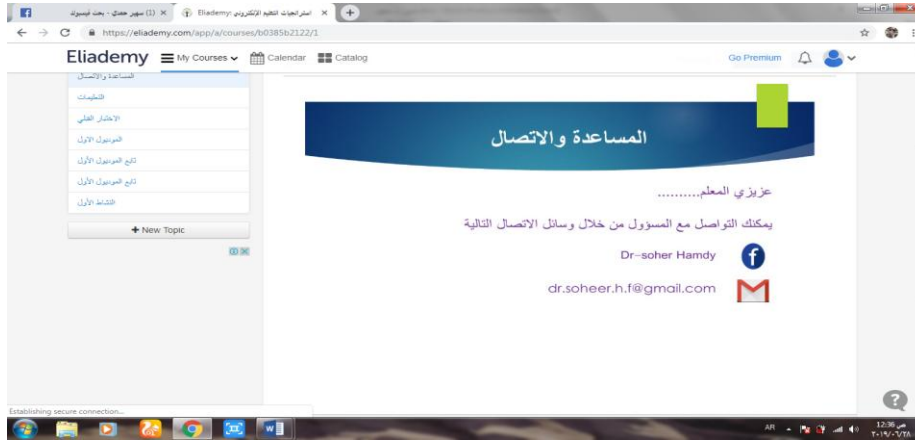 (1) سهير حمدي - بحث فيسبوك
Eliademy: استراتيجيات التعليم الإلكتروني
https://eliademy.com/app/a/courses/b0385b2122/1
Eliademy My Courses Calendar Catalog Go Premium
المساعدة والاتصال
التعليمات
الاختبار القبلي
الموديول الأول
تابع الموديول الأول
تابع الموديول الأول
النشاط الأول
+ New Topic
المساعدة والاتصال
عزيزي المعلم..........
يمكنك التواصل مع المسؤول من خلال وسائل الاتصال التالية
Dr-soher Hamdy
dr.soheer.h.f@gmail.com
Establishing secure connection...
AR
12:36 ص
٢٠١٩/٠٦/٢٨